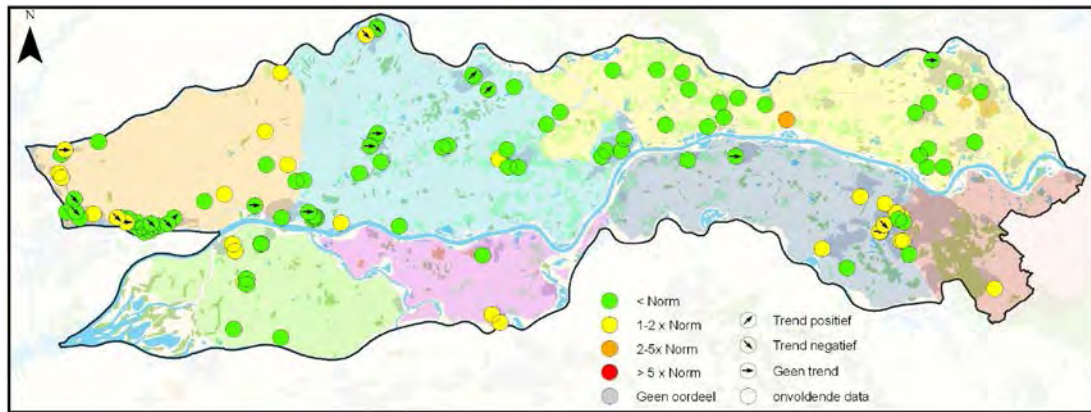 N
< Norm
1-2 x Norm
2-5x Norm
> 5 x Norm
Geen oordeel
Trend positief
Trend negatief
Geen trend
onvoldende data